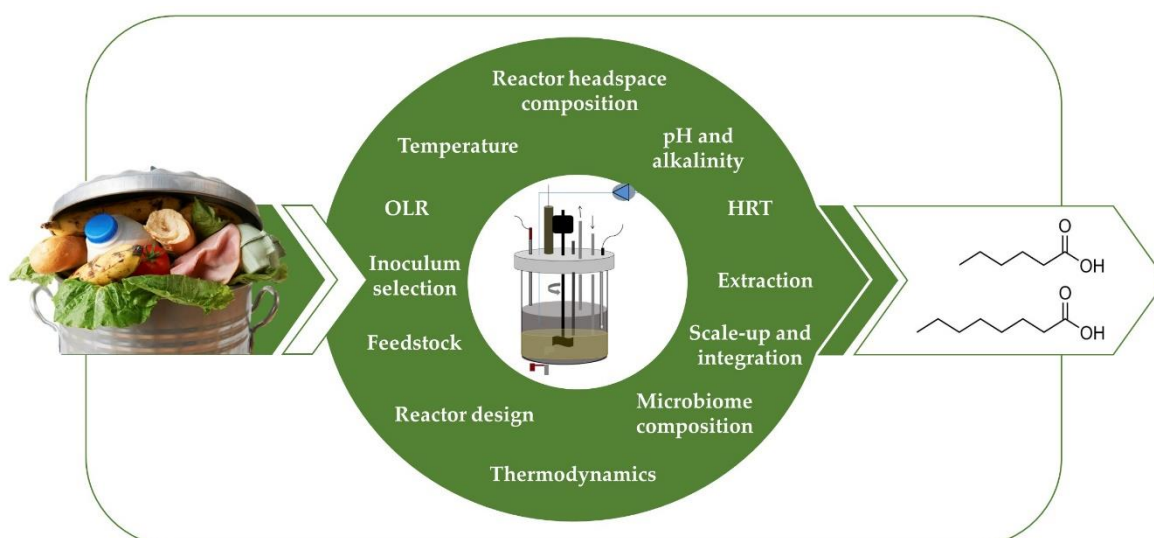 Reactor headspace
composition
Temperature
pH and
alkalinity
OLR
HRT
Inoculum
selection
Extraction
Feedstock
Scale-up and
integration
Reactor design
Microbiome
composition
Thermodynamics
O
OH
O
OH